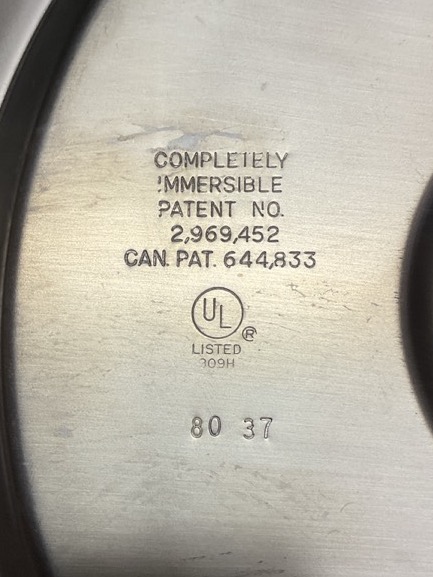 COMPLETELY
IMMERSIBLE
PATENT NO.
2,969,452
CAN. PAT. 644,833
UL ®
LISTED
309H
80 37